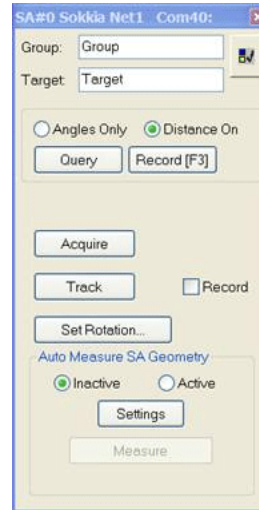 SA#0 Sokkia Net1 Com40:
Group: Group
Target: Target
Angles Only Distance On
Query Record [F3]
Acquire
Track Record
Set Rotation...
Auto Measure SA Geometry
Inactive Active
Settings
Measure